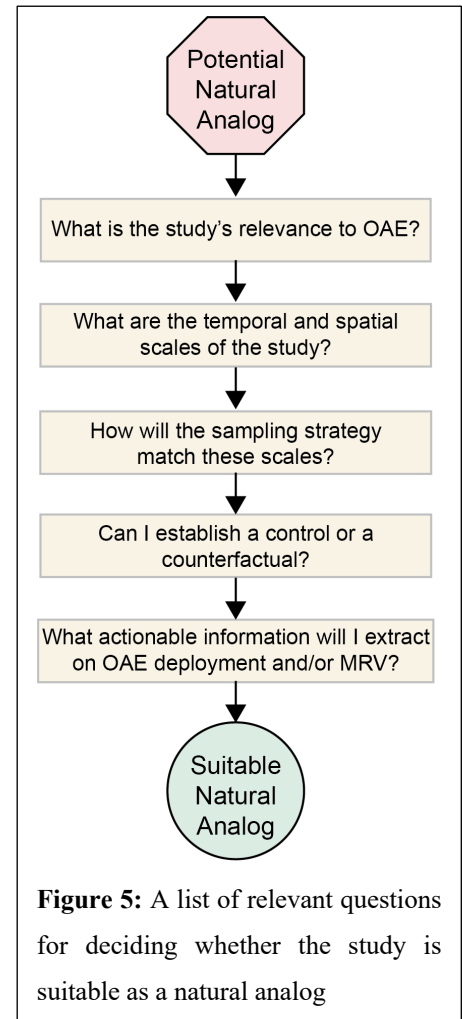 Potential
Natural
Analog
What is the study's relevance to OAE?
What are the temporal and spatial
scales of the study?
How will the sampling strategy
match these scales?
Can I establish a control or a
counterfactual?
What actionable information will I extract
on OAE deployment and/or MRV?
Suitable
Natural
Analog
Figure 5: A list of relevant questions
for deciding whether the study is
suitable as a natural analog